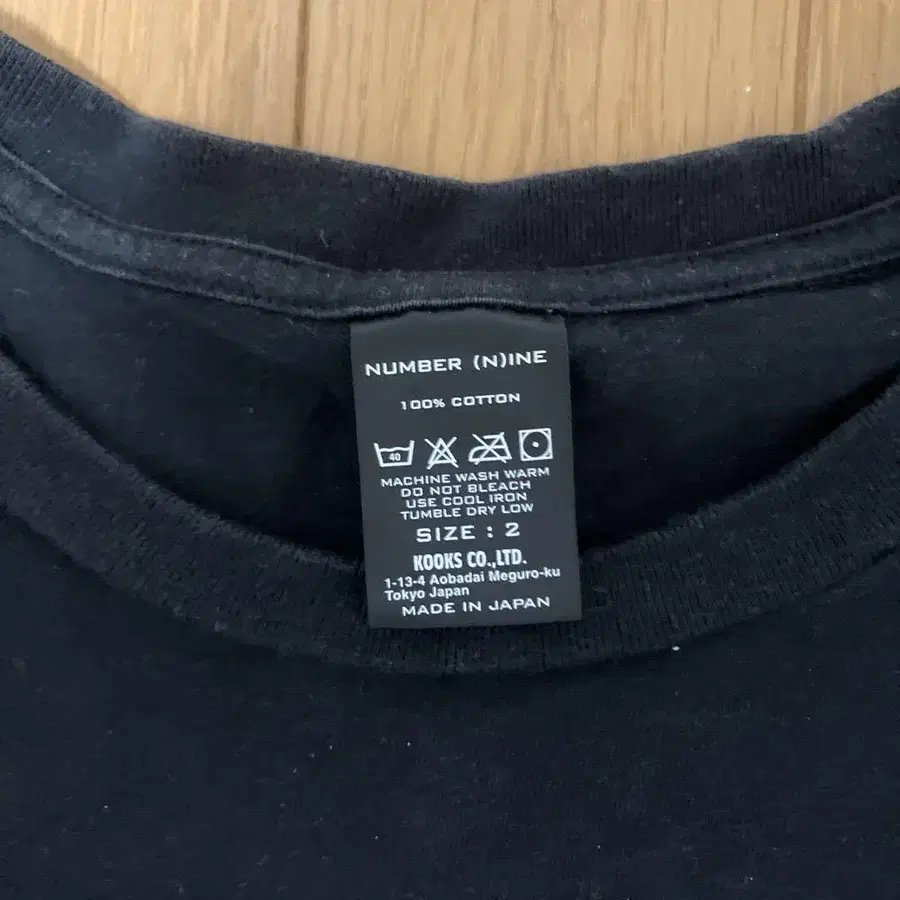 NUMBER (N)INE
100% COTTON
40
MACHINE WASH WARM
DO NOT BLEACH
USE COOL IRON
TUMBLE DRY LOW
SIZE : 2
KOOKS CO.,LTD.
1-13-4 Aobadai Meguro-ku
Tokyo Japan
MADE IN JAPAN